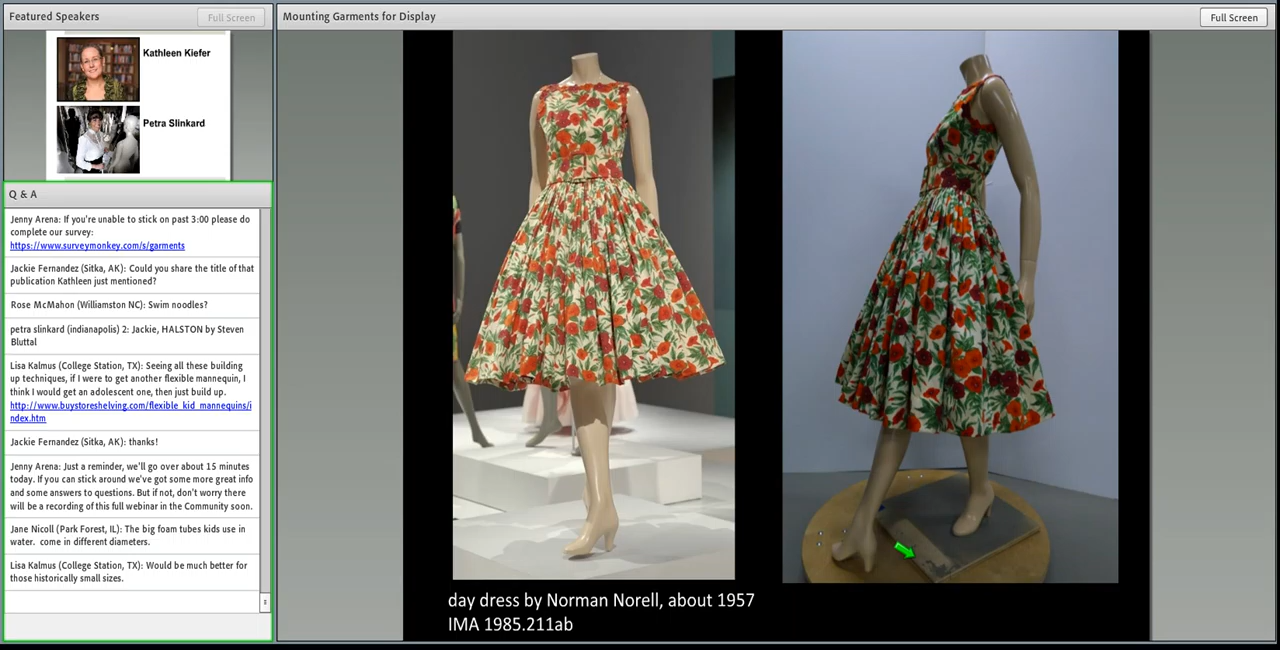 Featured Speakers
Full Screen
Mounting Garments for Display
Full Screen
Kathleen Kiefer
Petra Slinkard
Q & A
Jenny Arena: If you're unable to stick on past 3:00 please do
complete our survey:
https://www.surveymonkey.com/s/garments
Jackie Fernandez (Sitka, AK): Could you share the title of that
publication Kathleen just mentioned?
Rose McMahon (Williamston NC): Swim noodles?
petra slinkard (indianapolis) 2: Jackie, HALSTON by Steven
Bluttal
Lisa Kalmus (College Station, TX): Seeing all these building
up techniques, if I were to get another flexible mannequin, I
think I would get an adolescent one, then just build up.
http://www.buystoreshelving.com/flexible_kid_mannequins/i
ndex.htm
Jackie Fernandez (Sitka, AK): thanks!
Jenny Arena: Just a reminder, we'll go over about 15 minutes
today. If you can stick around we've got some more great info
and some answers to questions. But if not, don't worry there
will be a recording of this full webinar in the Community soon.
Jane Nicoll (Park Forest, IL): The big foam tubes kids use in
water. come in different diameters.
Lisa Kalmus (College Station, TX): Would be much better for
those historically small sizes.
day dress by Norman Norell, about 1957
IMA 1985.211ab